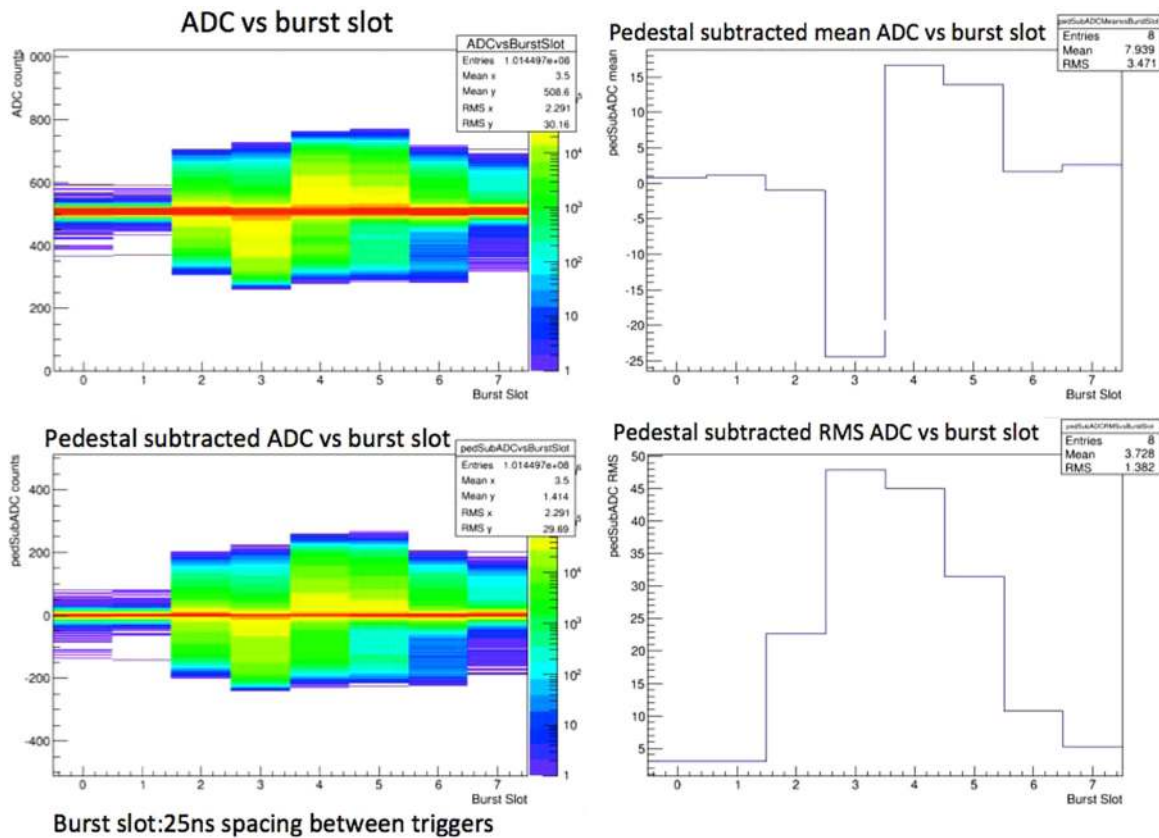 ADC vs burst slot
ADCvsBurstSlot
Entries 1.014497e+06
Mean x 3.5
Mean y 508.6
RMS x 2.291
RMS y 30.16
ADC counts
1 000
800
600
400
200
0
0 1 2 3 4 5 6 7
Burst Slot
10⁴
10³
10²
10
1
Pedestal subtracted mean ADC vs burst slot
pedSubADCMeanvsBurstSlot
Entries 8
Mean 7.939
RMS 3.471
pedSubADC mean
15
10
5
0
-5
-10
-15
-20
-25
0 1 2 3 4 5 6 7
Burst Slot
Pedestal subtracted ADC vs burst slot
pedSubADCvsBurstSlot
Entries 1.014497e+06
Mean x 3.5
Mean y 1.414
RMS x 2.291
RMS y 29.69
pedSubADC counts
400
200
0
-200
-400
0 1 2 3 4 5 6 7
Burst Slot
10⁴
10³
10²
10
1
Pedestal subtracted RMS ADC vs burst slot
pedSubADCRMSvsBurstSlot
Entries 8
Mean 3.728
RMS 1.382
pedSubADC RMS
50
45
40
35
30
25
20
15
10
5
0 1 2 3 4 5 6 7
Burst Slot
Burst slot:25ns spacing between triggers